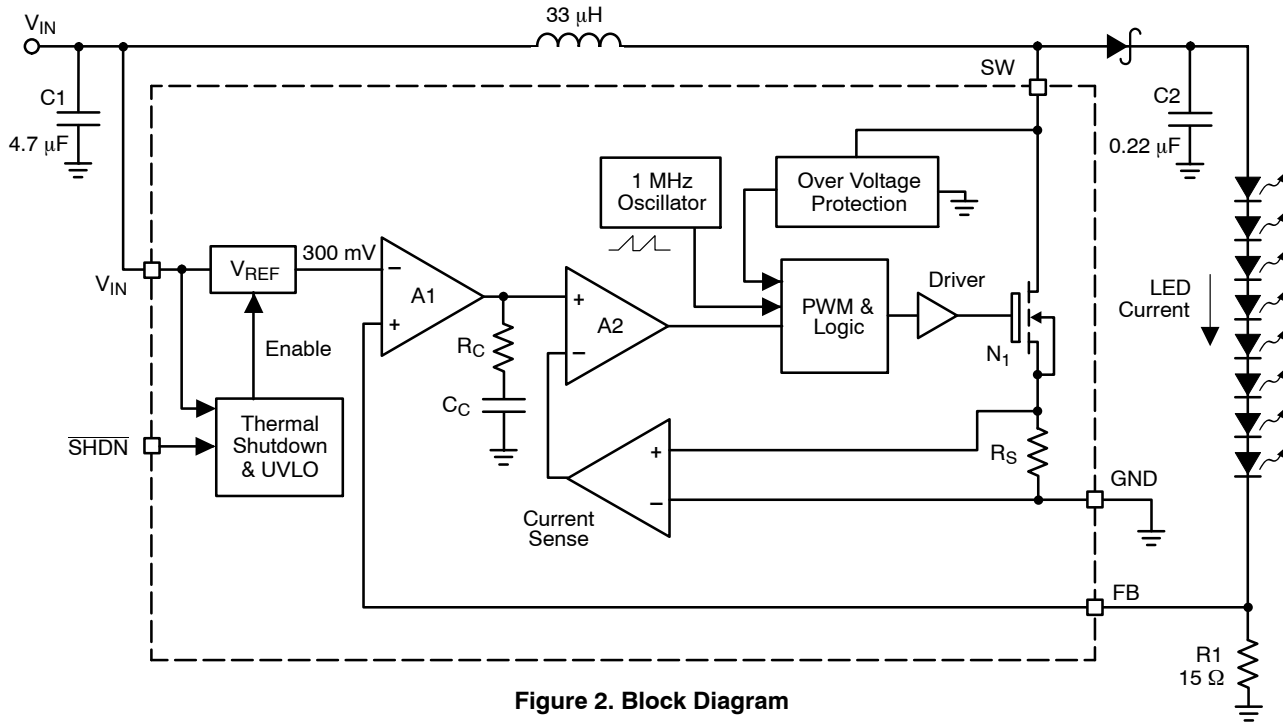 V_IN
33 μH
SW
C1
4.7 μF
C2
0.22 μF
1 MHz
Oscillator
Over Voltage
Protection
V_IN
V_REF
300 mV
−
+
A1
Enable
R_C
C_C
+
−
A2
PWM &
Logic
Driver
N_1
LED
Current
SHDN
Thermal
Shutdown
& UVLO
+
−
Current
Sense
R_S
GND
FB
R1
15 Ω
Figure 2. Block Diagram